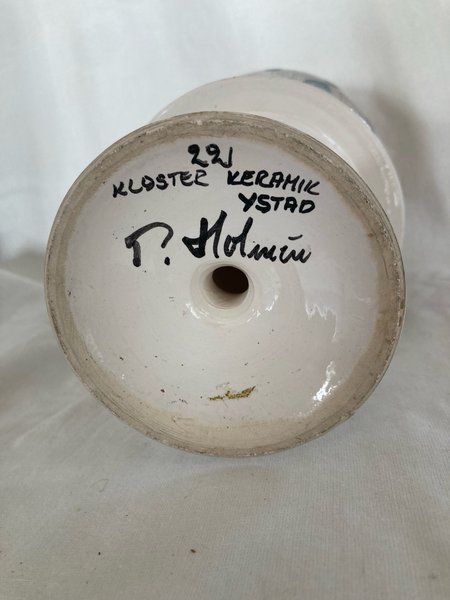 221
KLOSTER KERAMIK
YSTAD
T. Holmén